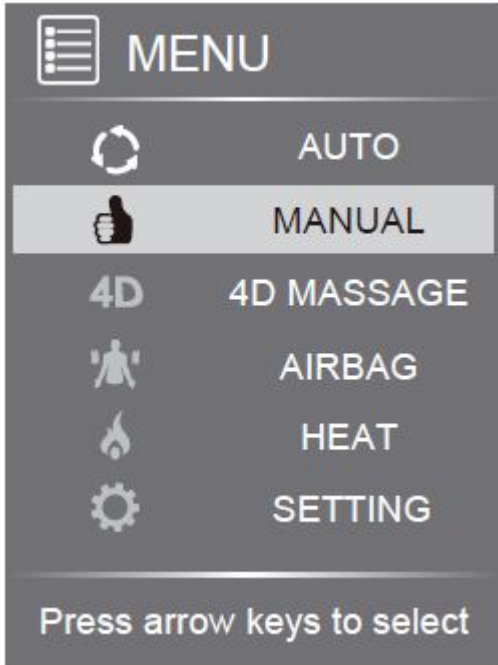 MENU
AUTO
MANUAL
4D 4D MASSAGE
AIRBAG
HEAT
SETTING
Press arrow keys to select